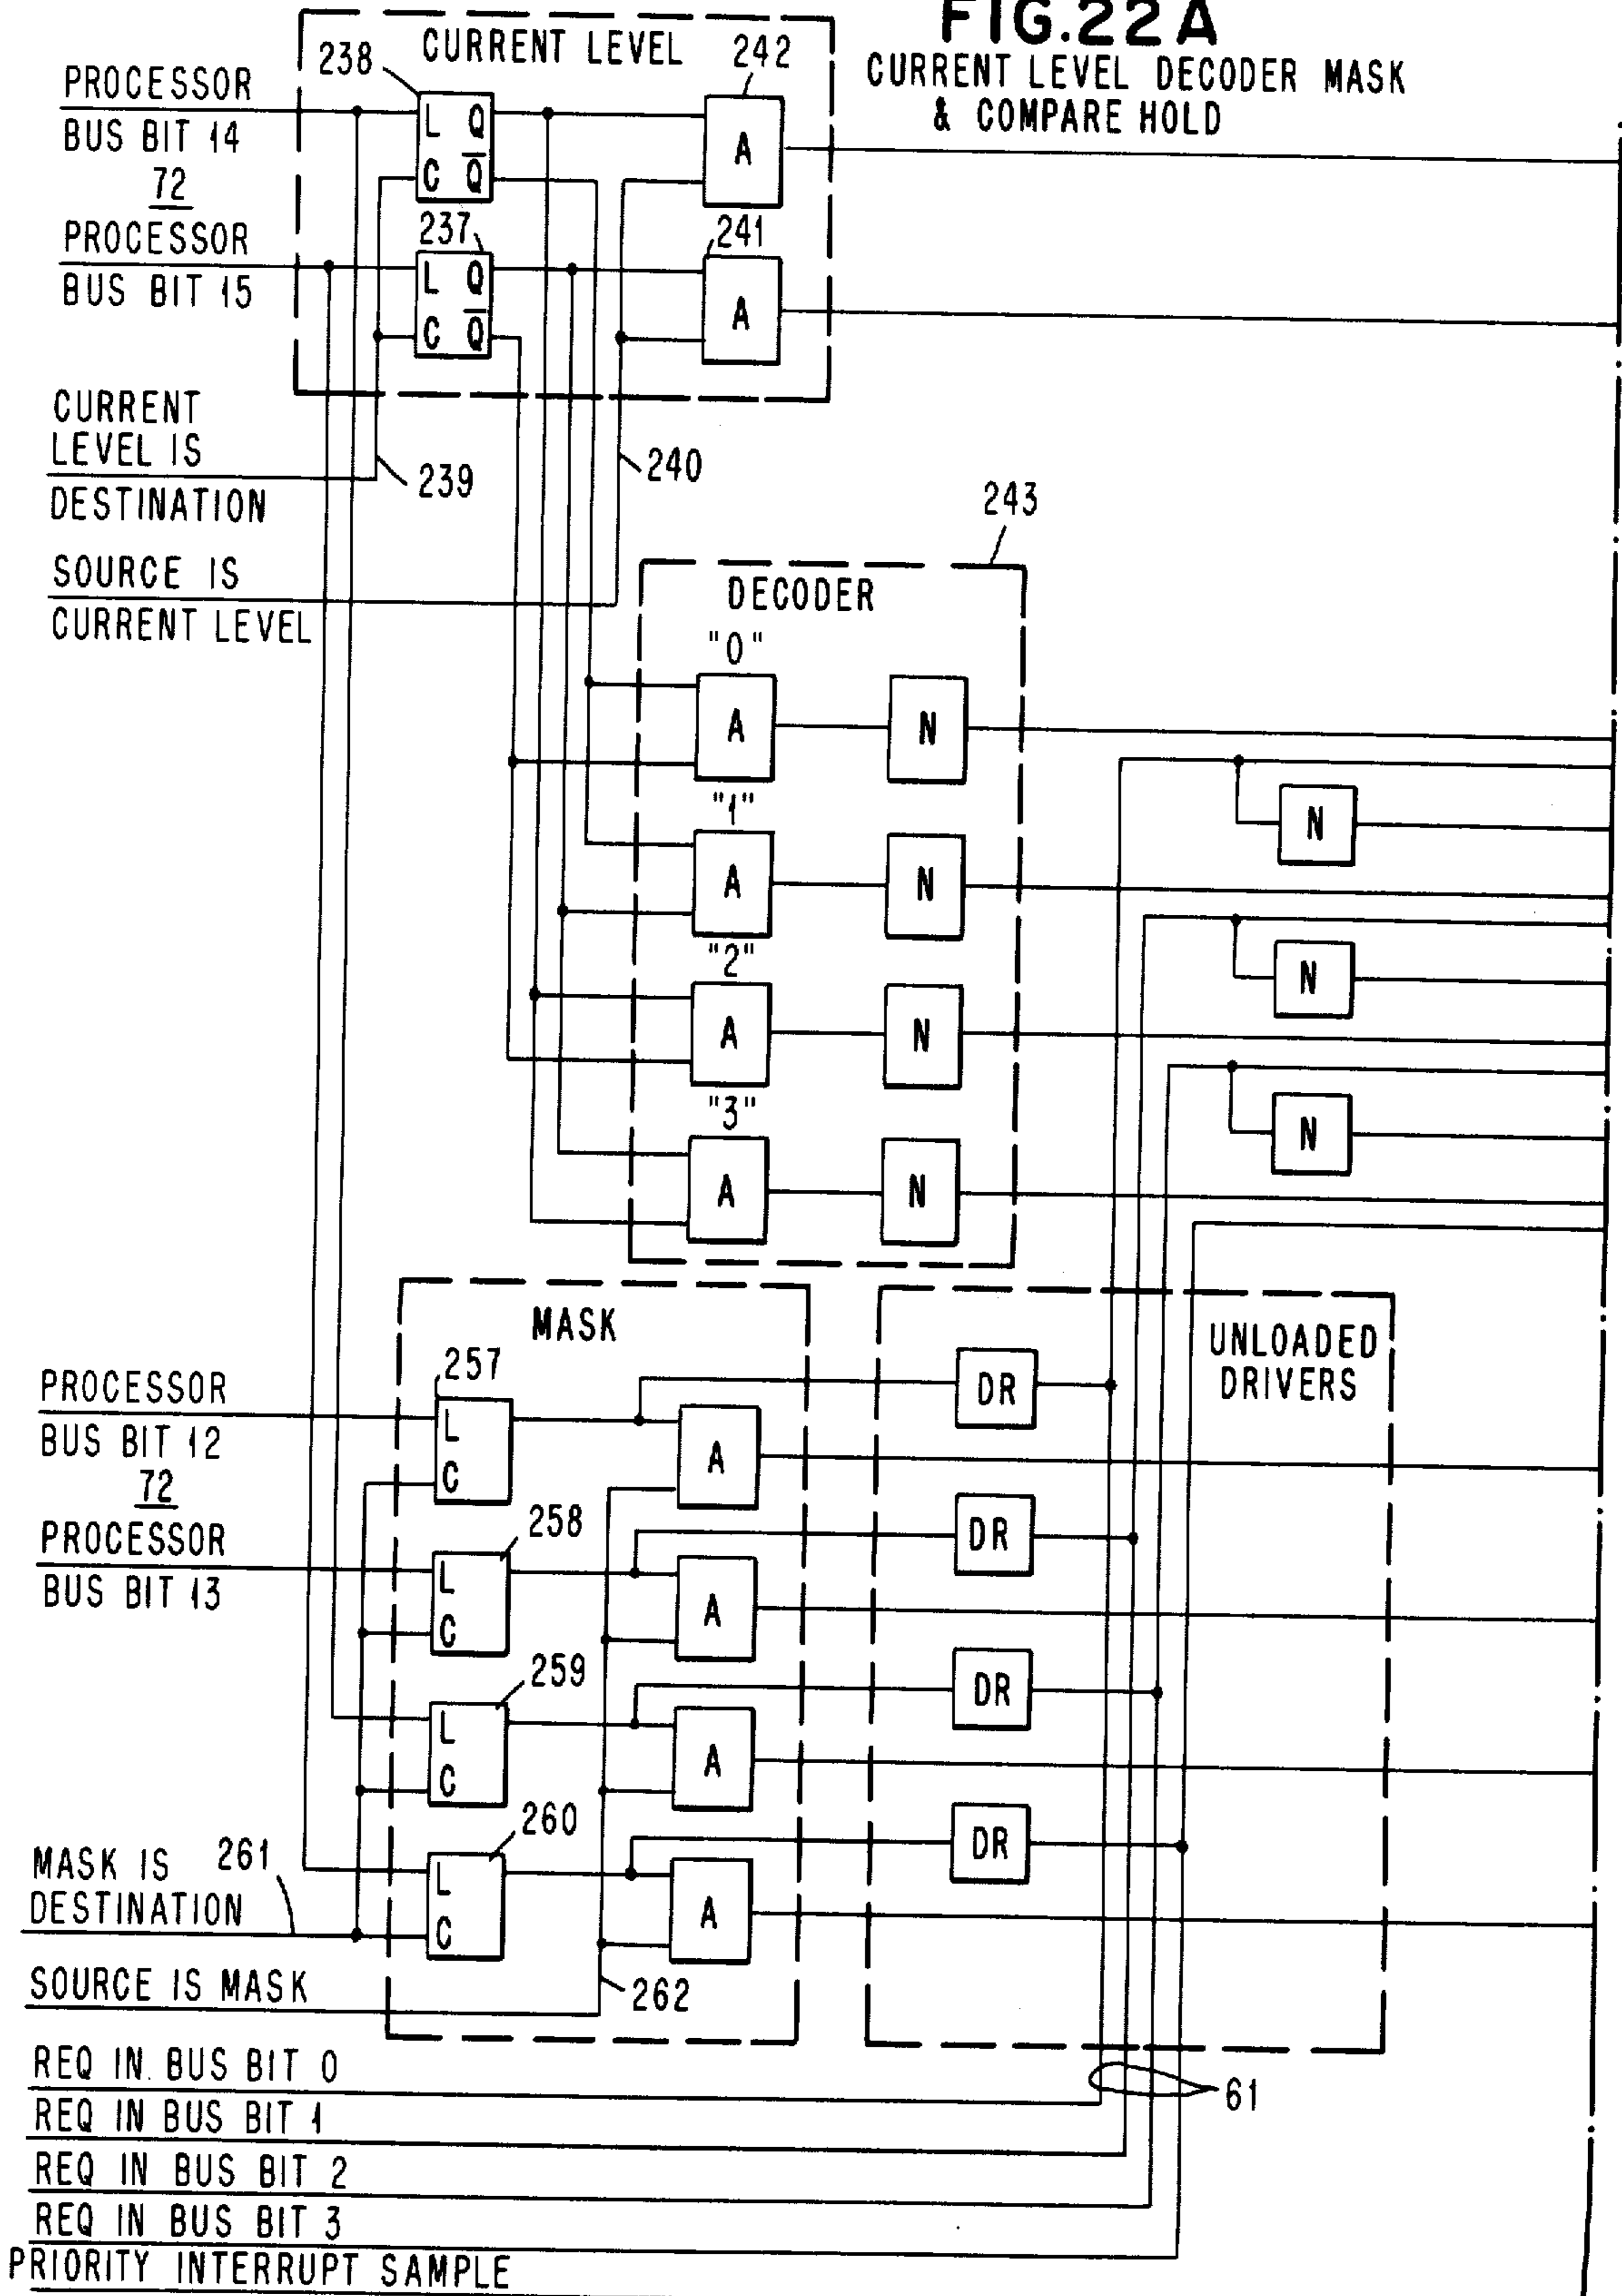 FIG.22A
CURRENT LEVEL DECODER MASK
& COMPARE HOLD
CURRENT LEVEL
238
242
PROCESSOR
BUS BIT 14
72
PROCESSOR
BUS BIT 15
L Q
C Q̅
A
237
241
L Q
C Q̅
A
CURRENT
LEVEL IS
DESTINATION
239
240
SOURCE IS
CURRENT LEVEL
243
DECODER
"0"
A
N
N
"1"
A
N
N
"2"
A
N
N
"3"
A
N
MASK
UNLOADED
DRIVERS
257
PROCESSOR
BUS BIT 12
72
PROCESSOR
BUS BIT 13
L
C
A
DR
258
L
C
A
DR
259
L
C
A
DR
260
L
C
A
DR
MASK IS
DESTINATION
261
SOURCE IS MASK
262
REQ IN BUS BIT 0
REQ IN BUS BIT 1
REQ IN BUS BIT 2
REQ IN BUS BIT 3
61
PRIORITY INTERRUPT SAMPLE